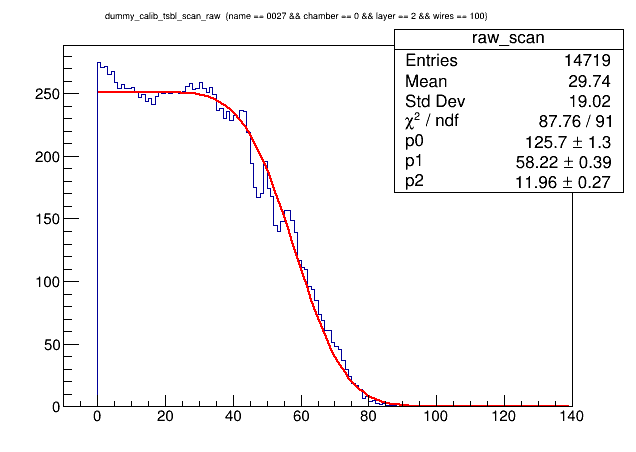 dummy_calib_tsbl_scan_raw (name == 0027 && chamber == 0 && layer == 2 && wires == 100)
raw_scan
Entries 14719
Mean 29.74
Std Dev 19.02
χ² / ndf 87.76 / 91
p0 125.7 ± 1.3
p1 58.22 ± 0.39
p2 11.96 ± 0.27
250
200
150
100
50
0
0 20 40 60 80 100 120 140